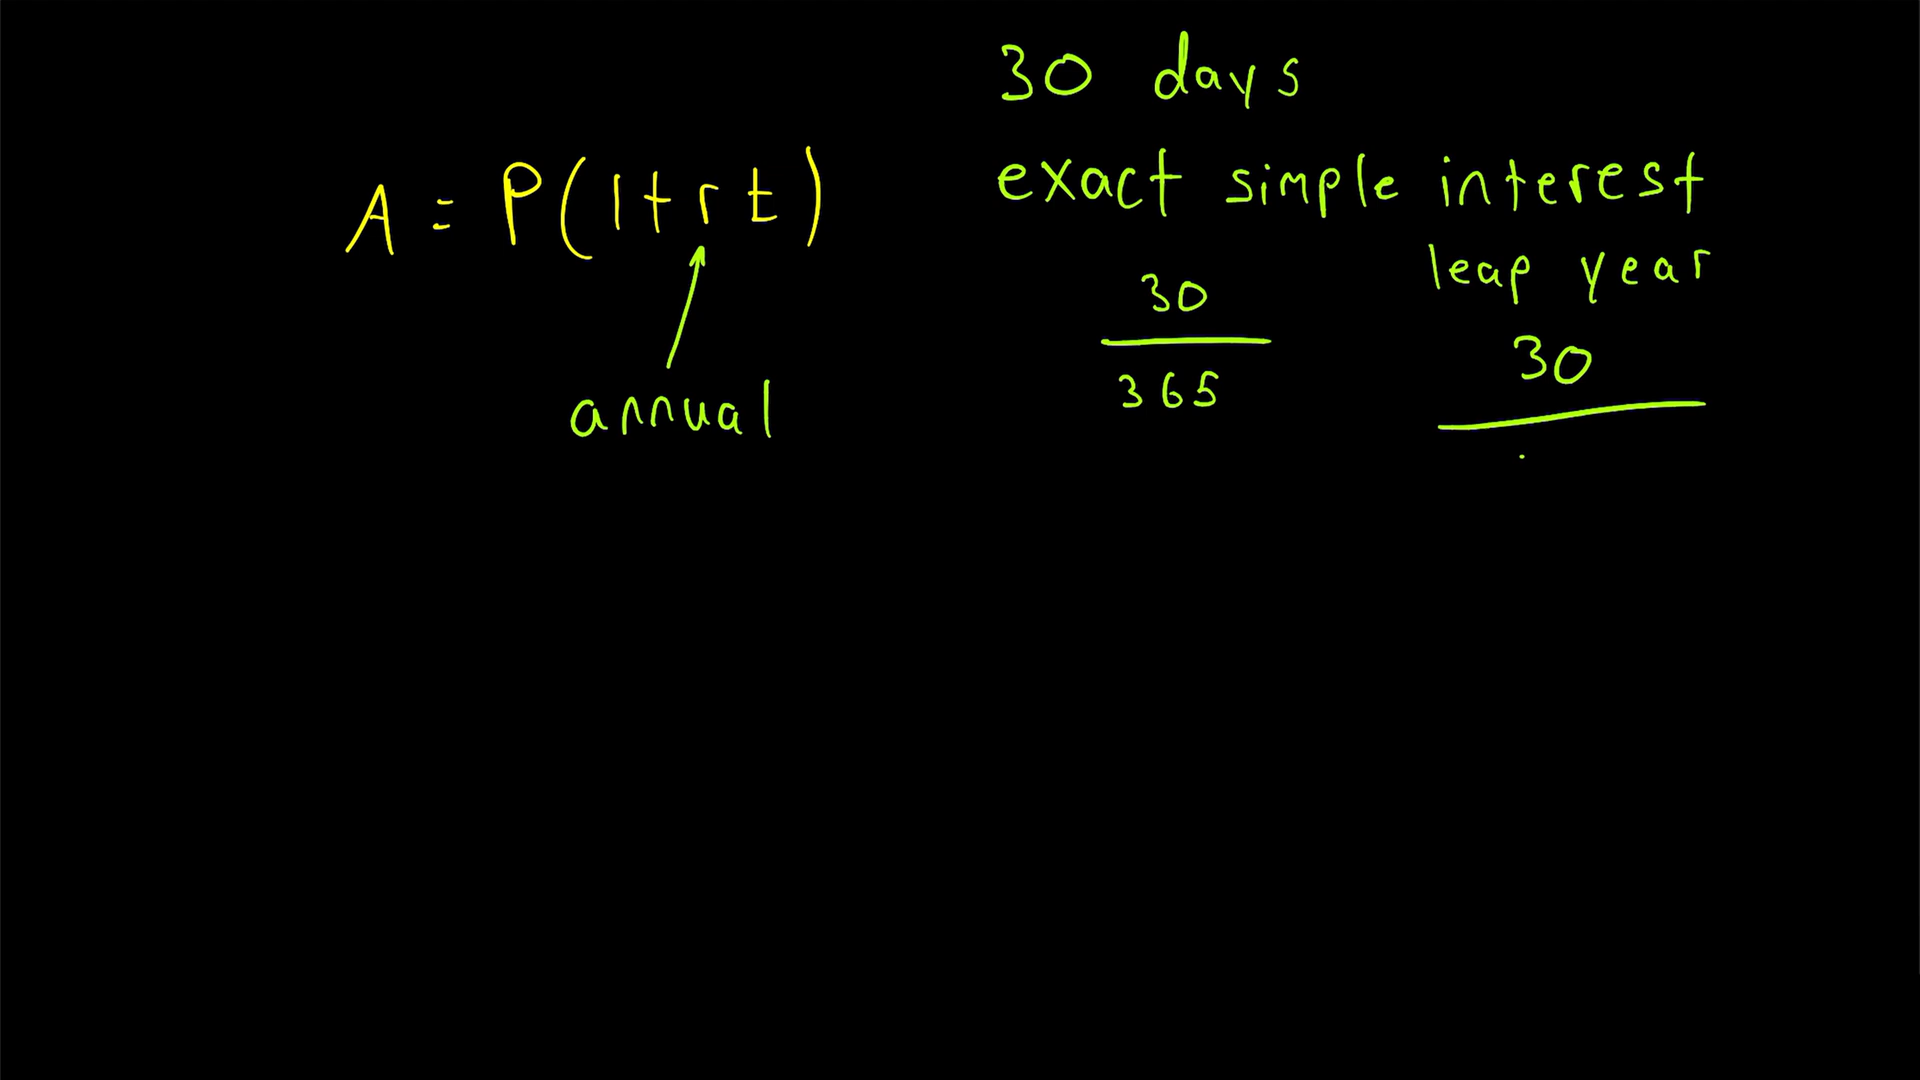 30 days
A = P(1+rt)
exact simple interest
leap year
30
365
30
annual